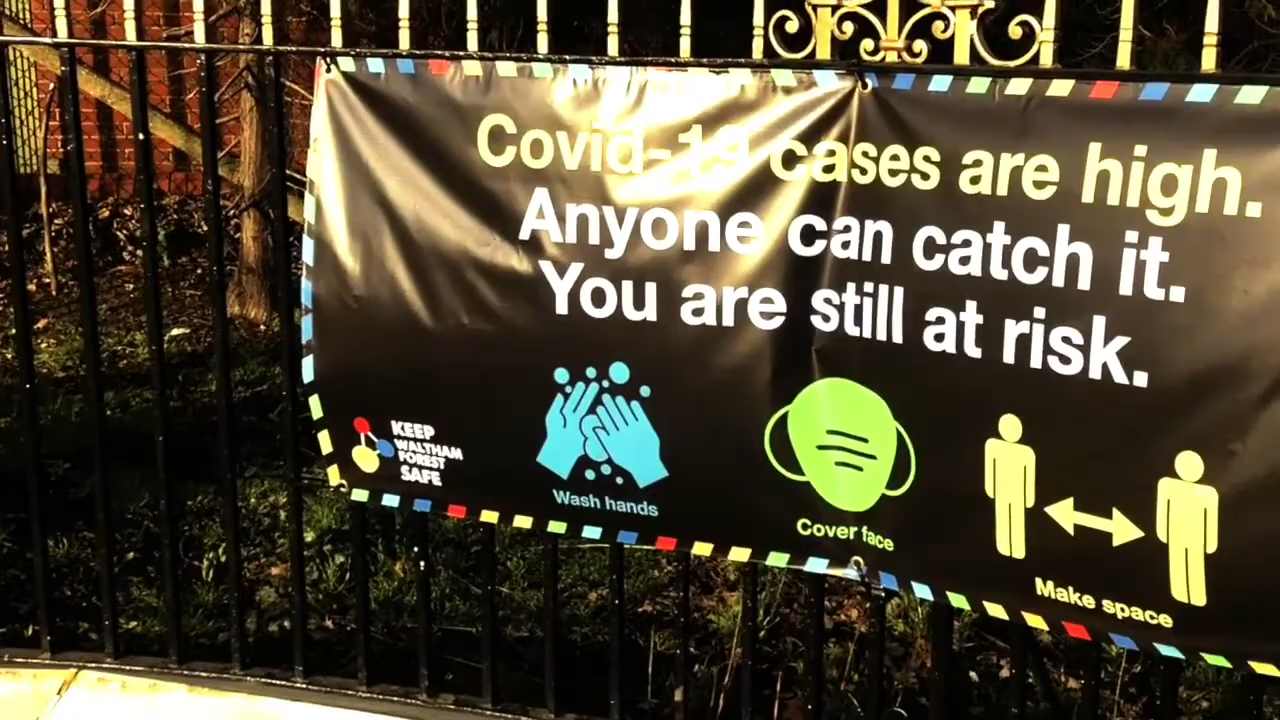 Covid-19 cases are high.
Anyone can catch it.
You are still at risk.
KEEP
WALTHAM
FOREST
SAFE
Wash hands
Cover face
Make space